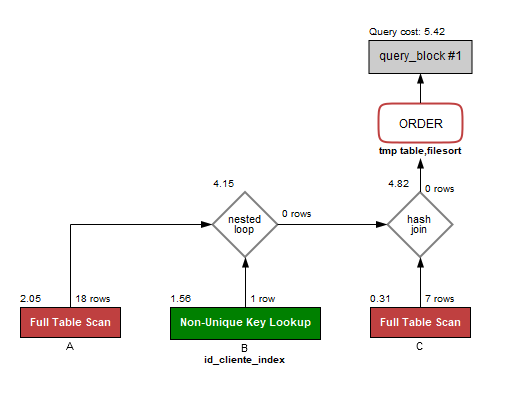 Query cost: 5.42
query_block #1
ORDER
tmp table,filesort
4.15
4.82
0 rows
nested
loop
0 rows
hash
join
2.05
18 rows
1.56
1 row
0.31
7 rows
Full Table Scan
Non-Unique Key Lookup
Full Table Scan
A
B
C
id_cliente_index